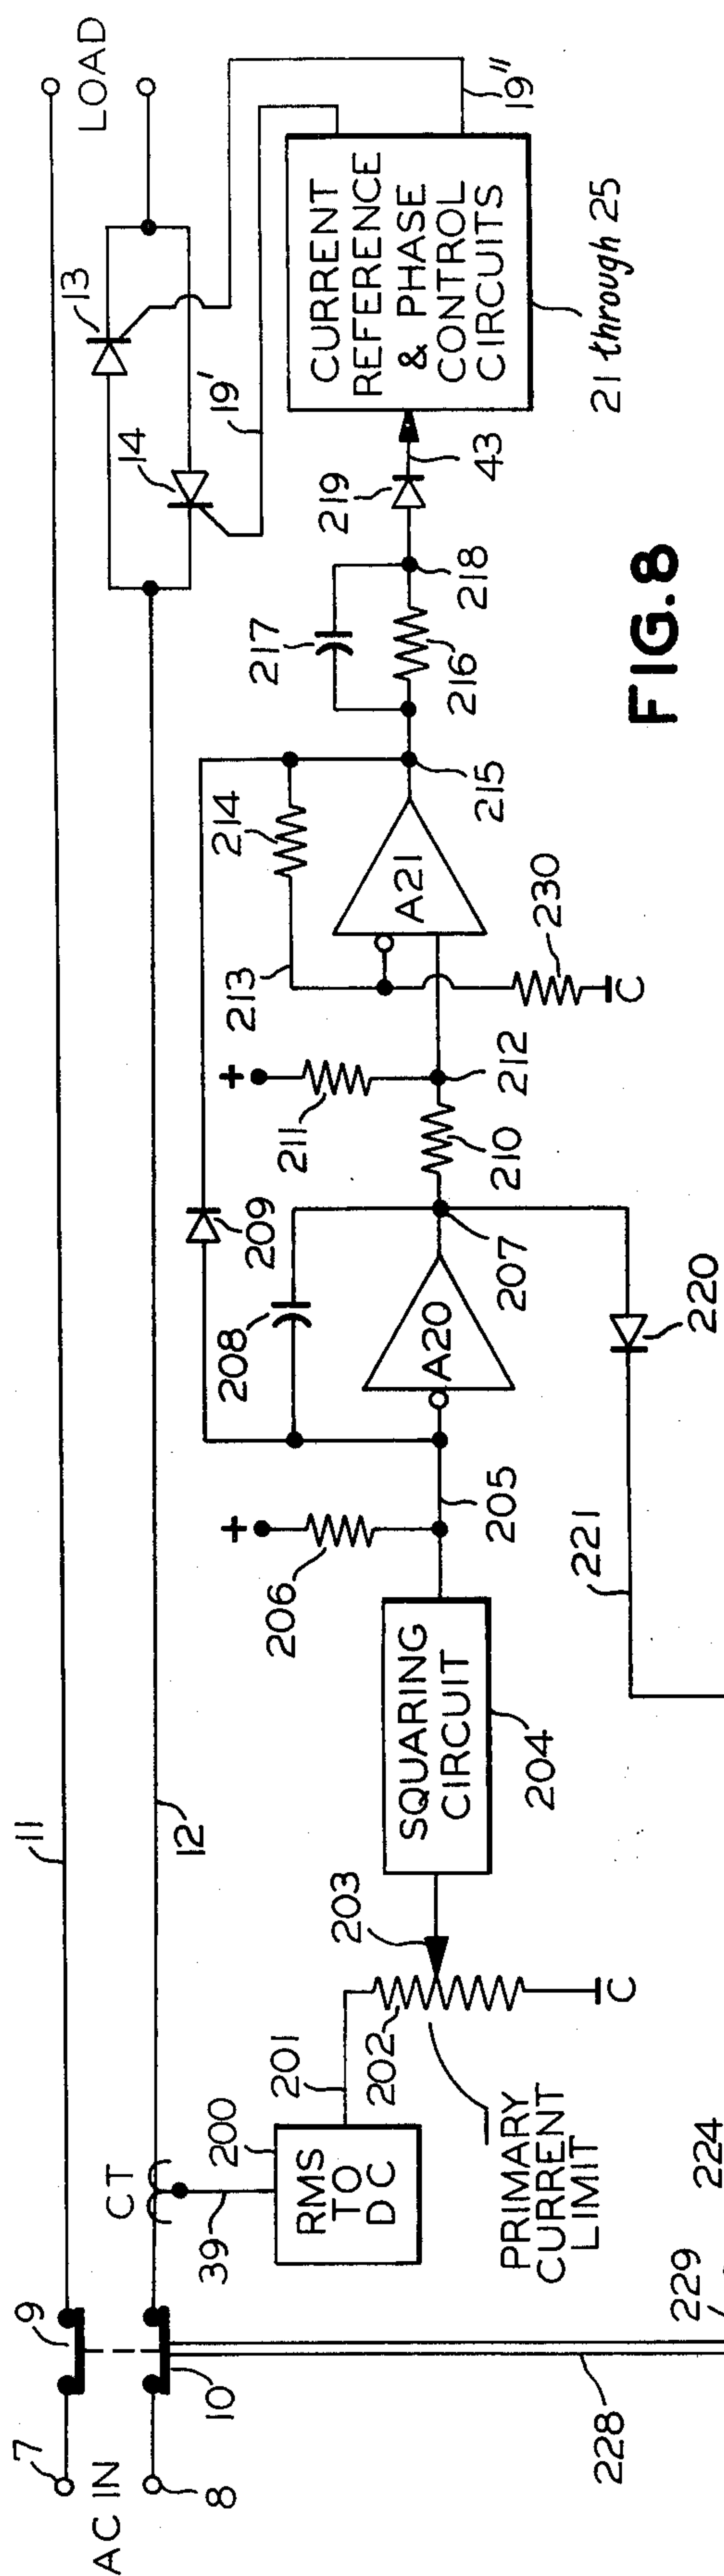 7
AC IN
8
9
10
11
12
CT
39
200
RMS
TO
DC
201
202
203
C
PRIMARY
CURRENT
LIMIT
SQUARING
CIRCUIT
204
+
206
205
208
209
A20
207
220
221
210
+
211
212
213
214
A21
230
C
215
217
216
218
219
43
14
13
19'
LOAD
CURRENT
REFERENCE
& PHASE
CONTROL
CIRCUITS
19"
21 through 25
228
229
224
FIG. 8